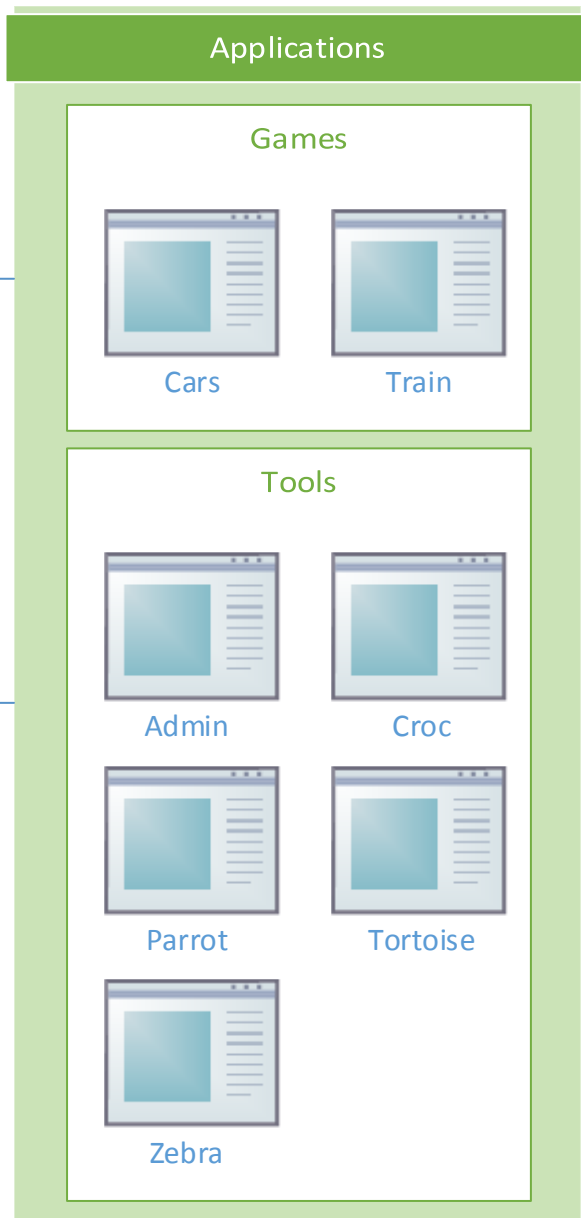 Applications
Games
Cars
Train
Tools
Admin
Croc
Parrot
Tortoise
Zebra